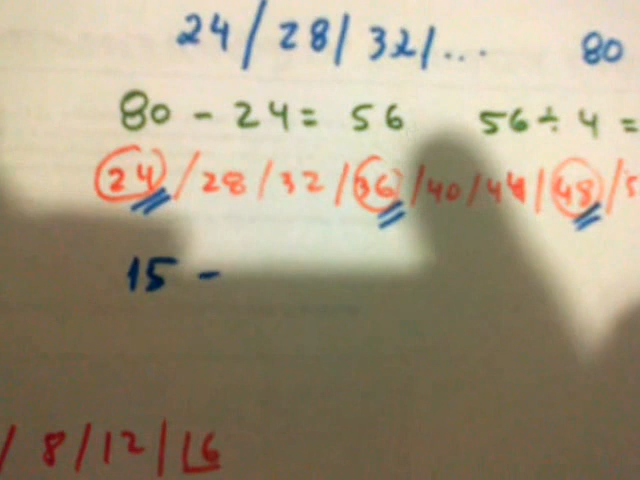 24/28/32/... 80
80 - 24 = 56 56 ÷ 4 =
24/28/32/36/40/44/48/5
15 -
/8/12/16